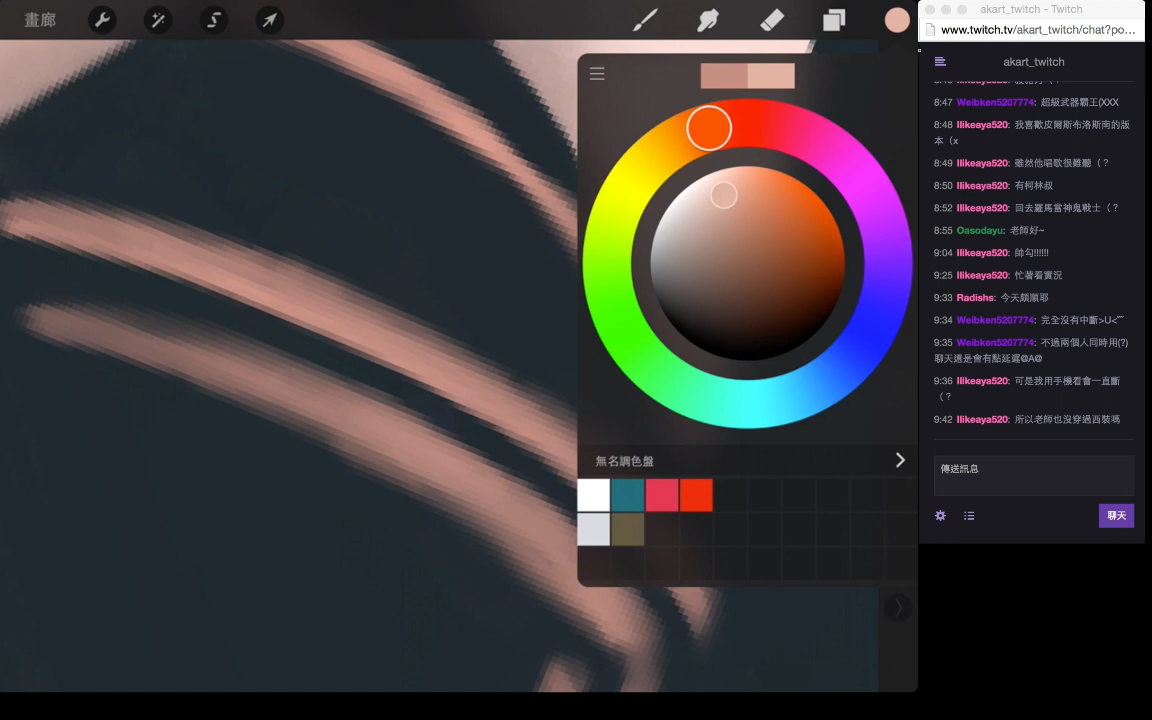 畫廊
akart_twitch - Twitch
www.twitch.tv/akart_twitch/chat?po...
akart_twitch
無名調色盤
8:47 Weibken5207774: 超級武器霸王(XXX
8:48 Ilikeaya520: 我喜歡皮爾斯布洛斯南的版
本（x
8:49 Ilikeaya520: 雖然他唱歌很難聽（？
8:50 Ilikeaya520: 有柯林叔
8:52 Ilikeaya520: 回去羅馬當神鬼戰士（？
8:55 Oasodayu: 老師好~
9:04 Ilikeaya520: 帥勾!!!!!!
9:25 Ilikeaya520: 忙著看實況
9:33 Radishs: 今天頗順耶
9:34 Weibken5207774: 完全沒有中斷>U<
9:35 Weibken5207774: 不過兩個人同時用(?)
聊天還是會有點延遲@A@
9:36 Ilikeaya520: 可是我用手機看會一直斷
（？
9:42 Ilikeaya520: 所以老師也沒穿過西裝嗎
傳送訊息
聊天